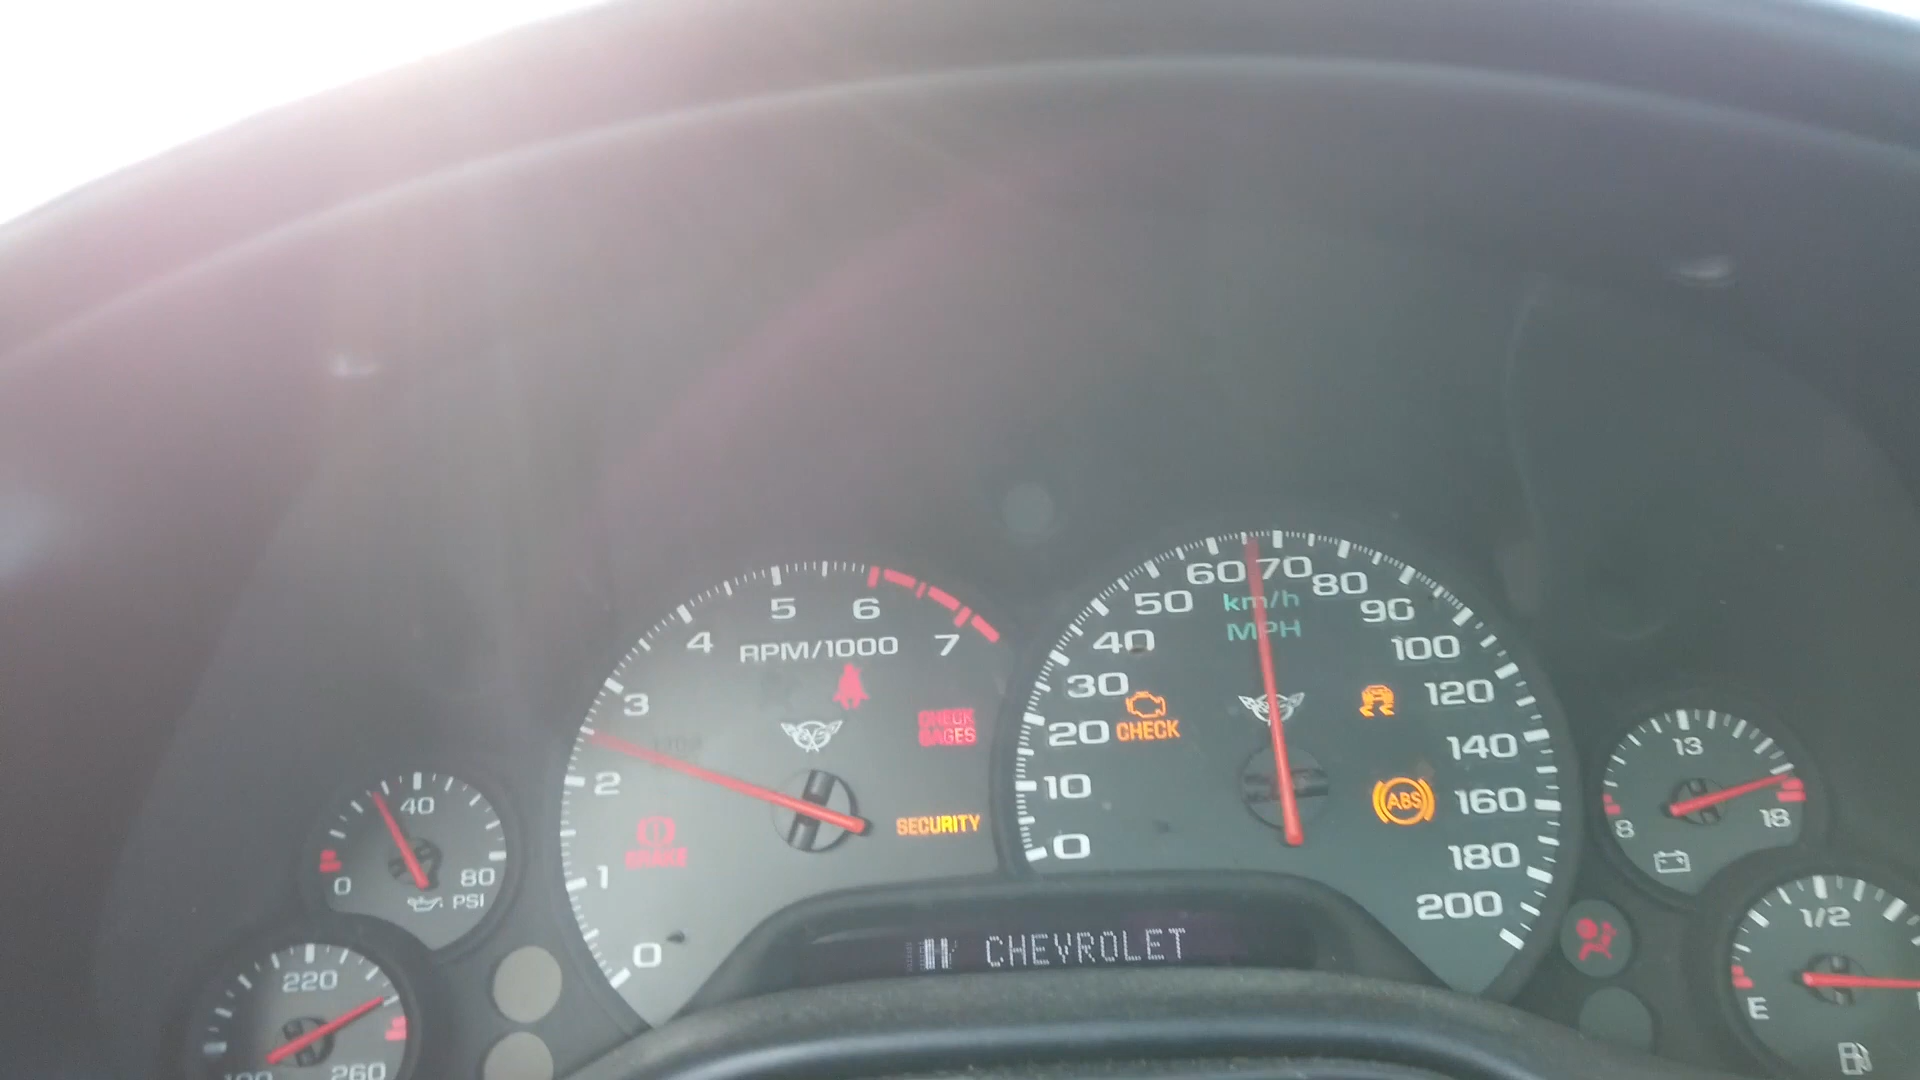 40
0
80
PSI
220
260
0
1
2
3
4
5
6
7
RPM/1000
CHECK
GAGES
BRAKE
SECURITY
0
10
20
30
40
50
60
70
80
90
100
120
140
160
180
200
km/h
MPH
CHECK
ABS
CHEVROLET
8
13
18
E
1/2